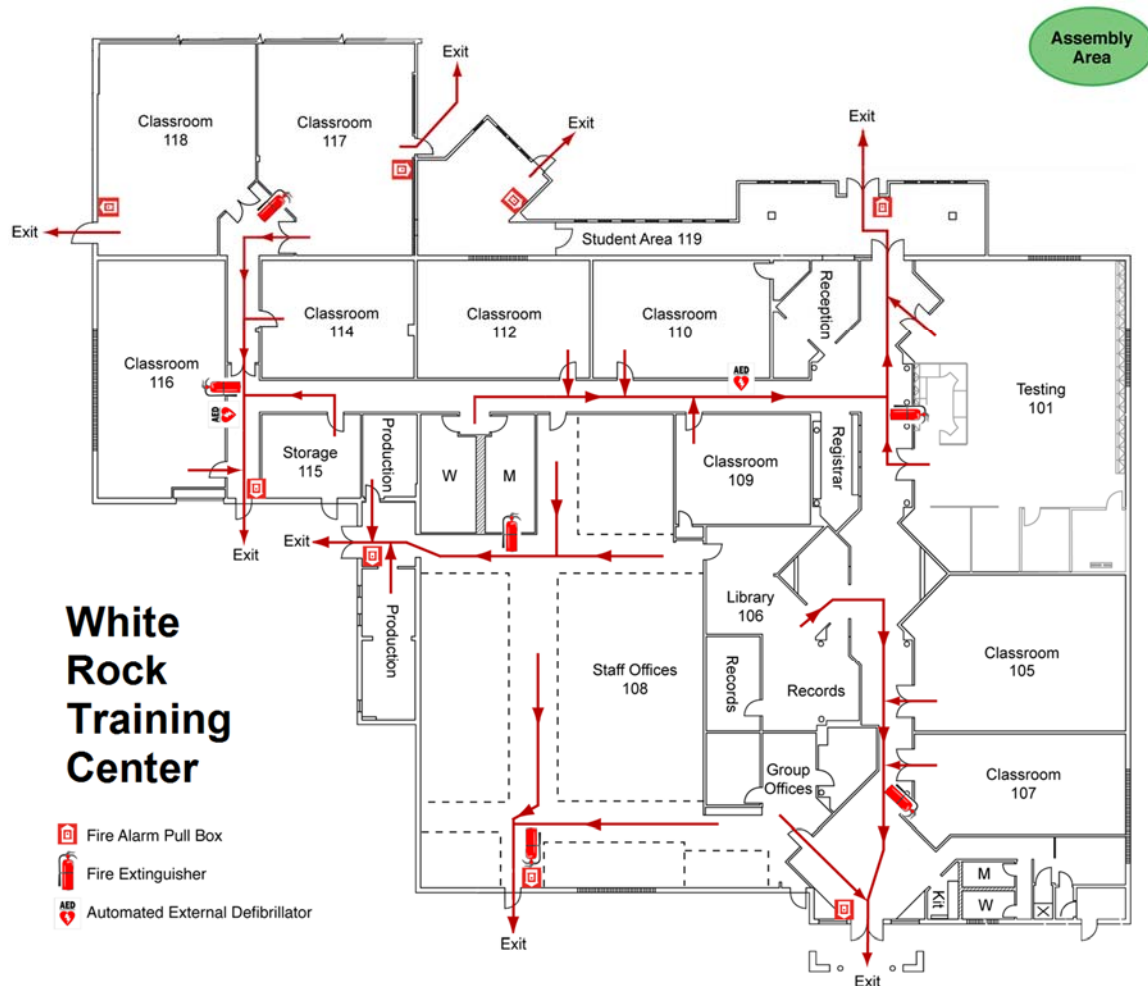 Assembly
Area
Exit
Exit
Exit
Classroom
118
Classroom
117
Exit
Student Area 119
Classroom
114
Classroom
112
Classroom
110
Reception
Classroom
116
AED
AED
Testing
101
Storage
115
Production
W
M
Classroom
109
Registrar
Exit
Exit
Production
Library
106
Staff Offices
108
Records
Records
Classroom
105
Group
Offices
Classroom
107
White
Rock
Training
Center
Fire Alarm Pull Box
Fire Extinguisher
AED
Automated External Defibrillator
Kit
M
W
X
Exit
Exit